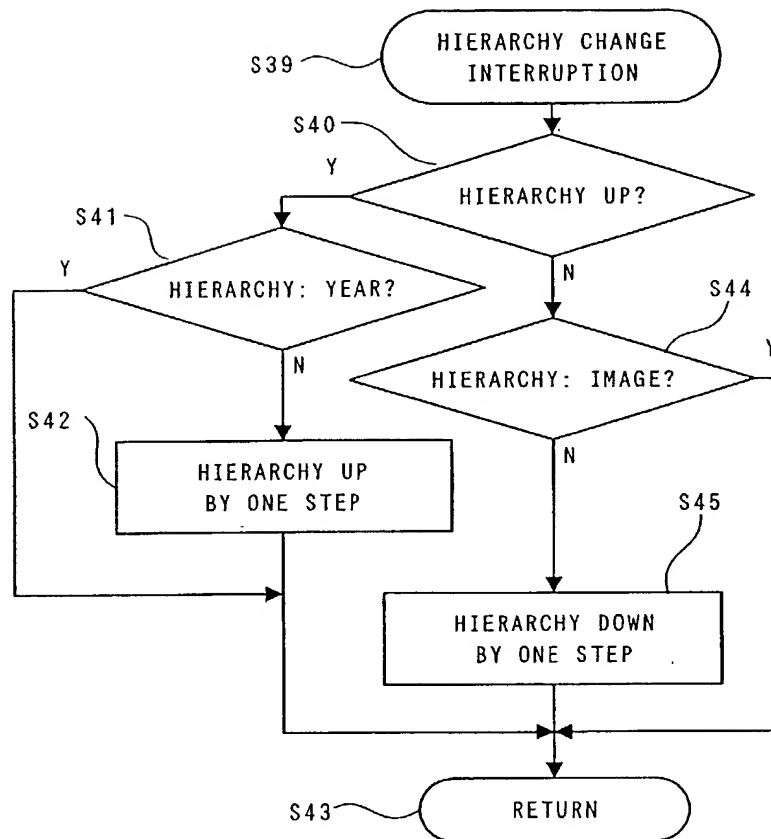 S39
HIERARCHY CHANGE
INTERRUPTION
S40
Y
HIERARCHY UP?
S41
Y
HIERARCHY: YEAR?
N
S44
Y
HIERARCHY: IMAGE?
N
S42
HIERARCHY UP
BY ONE STEP
N
S45
HIERARCHY DOWN
BY ONE STEP
S43
RETURN